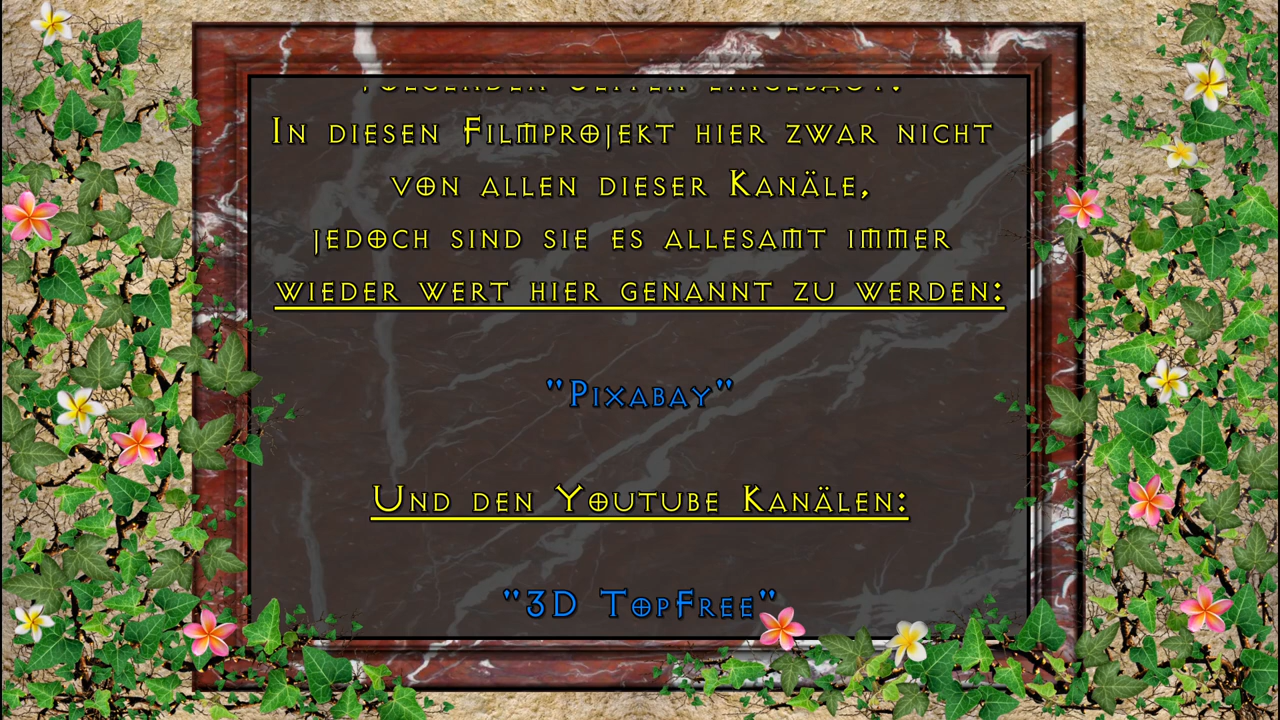 In diesen Filmprojekt hier zwar nicht
von allen dieser Kanäle,
jedoch sind sie es allesamt immer
wieder wert hier genannt zu werden:
"Pixabay"
Und den Youtube Kanälen:
"3D TopFree"